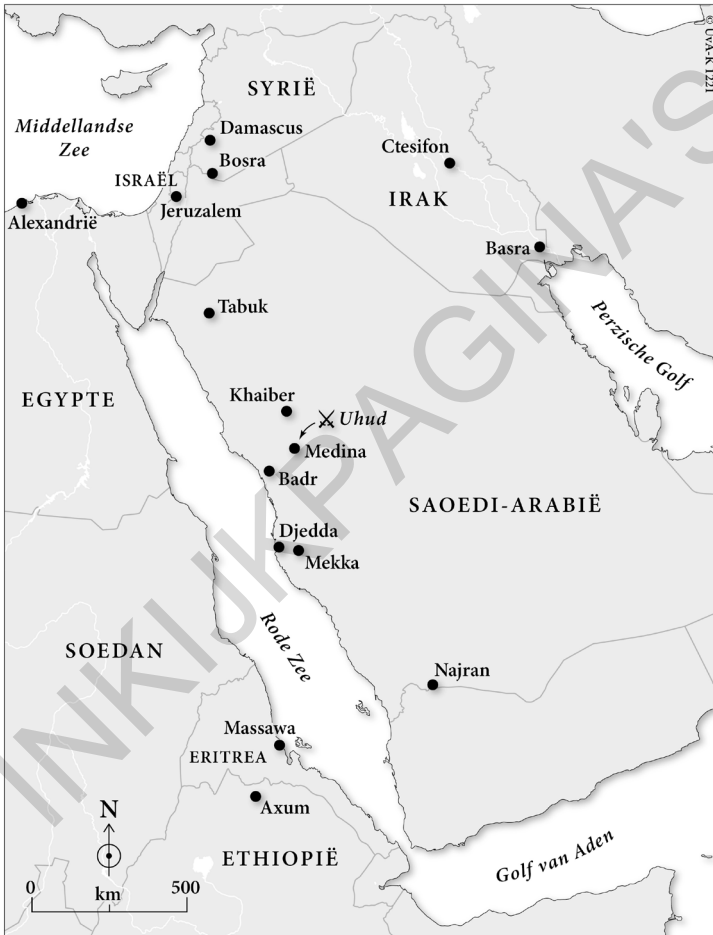 © UvA-K 1221
SYRIË
Middellandse
Zee
Damascus
Bosra
Ctesifon
ISRAËL
IRAK
Jeruzalem
Alexandrië
Basra
Tabuk
Perzische Golf
Khaiber
EGYPTE
Uhud
Medina
Badr
SAOEDI-ARABIË
Djedda
Mekka
Rode Zee
SOEDAN
Najran
Massawa
ERITREA
Axum
N
ETHIOPIË
Golf van Aden
0 500
km
INKIJKPAGINA'S